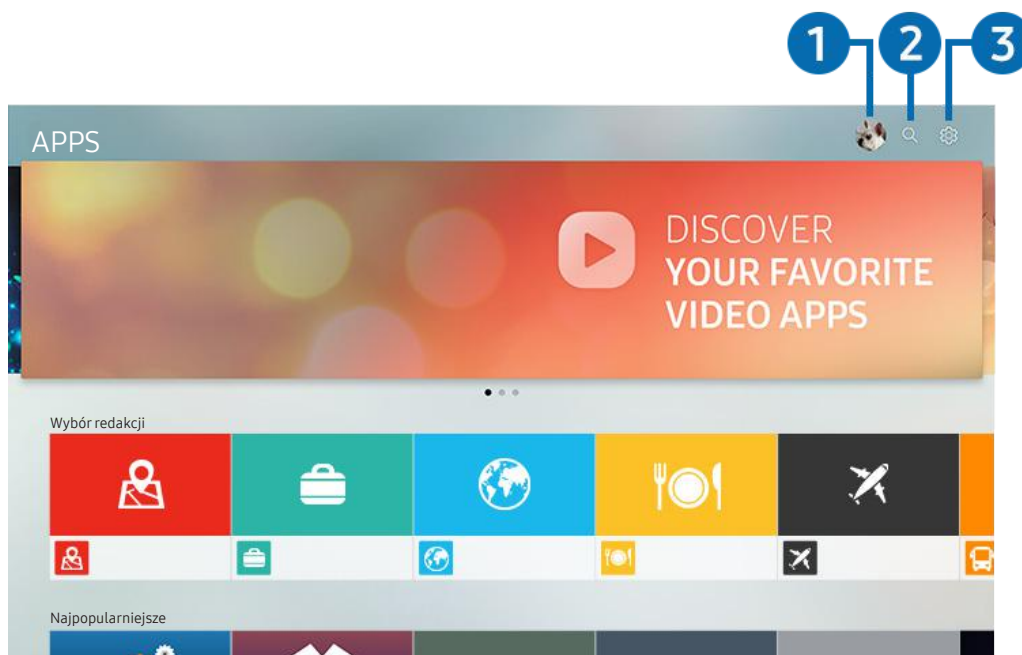 1 2 3
APPS
DISCOVER
YOUR FAVORITE
VIDEO APPS
Wybór redakcji
Najpopularniejsze